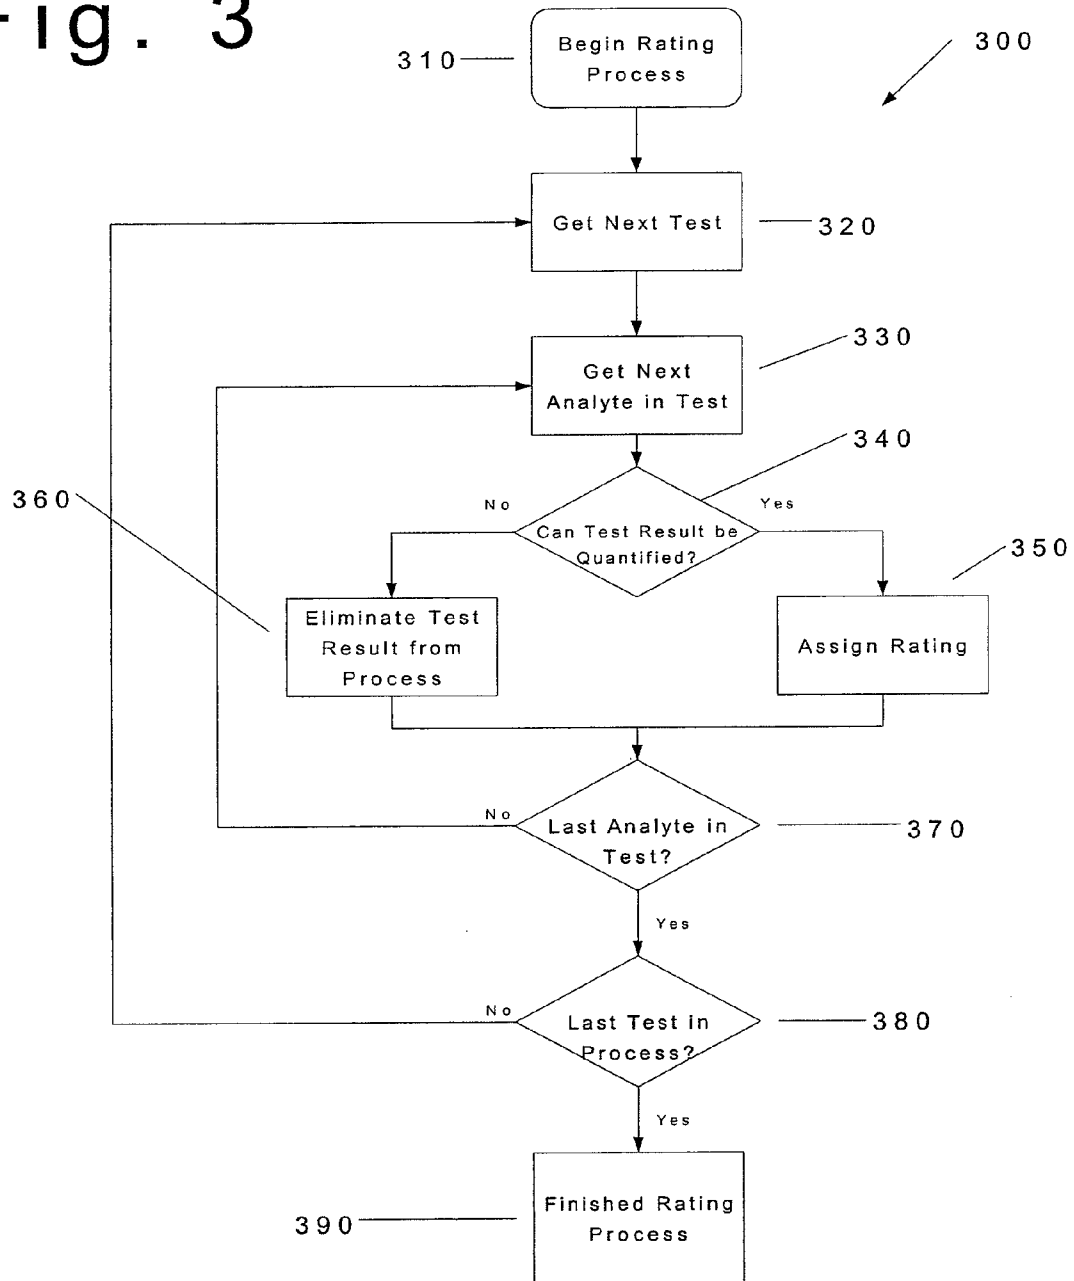 Fig. 3
Begin Rating
Process
310
300
Get Next Test
320
330
Get Next
Analyte in Test
340
360
No
Yes
Can Test Result be
Quantified?
350
Eliminate Test
Result from
Process
Assign Rating
No
Last Analyte in
Test?
370
Yes
No
Last Test in
Process?
380
Yes
Finished Rating
Process
390